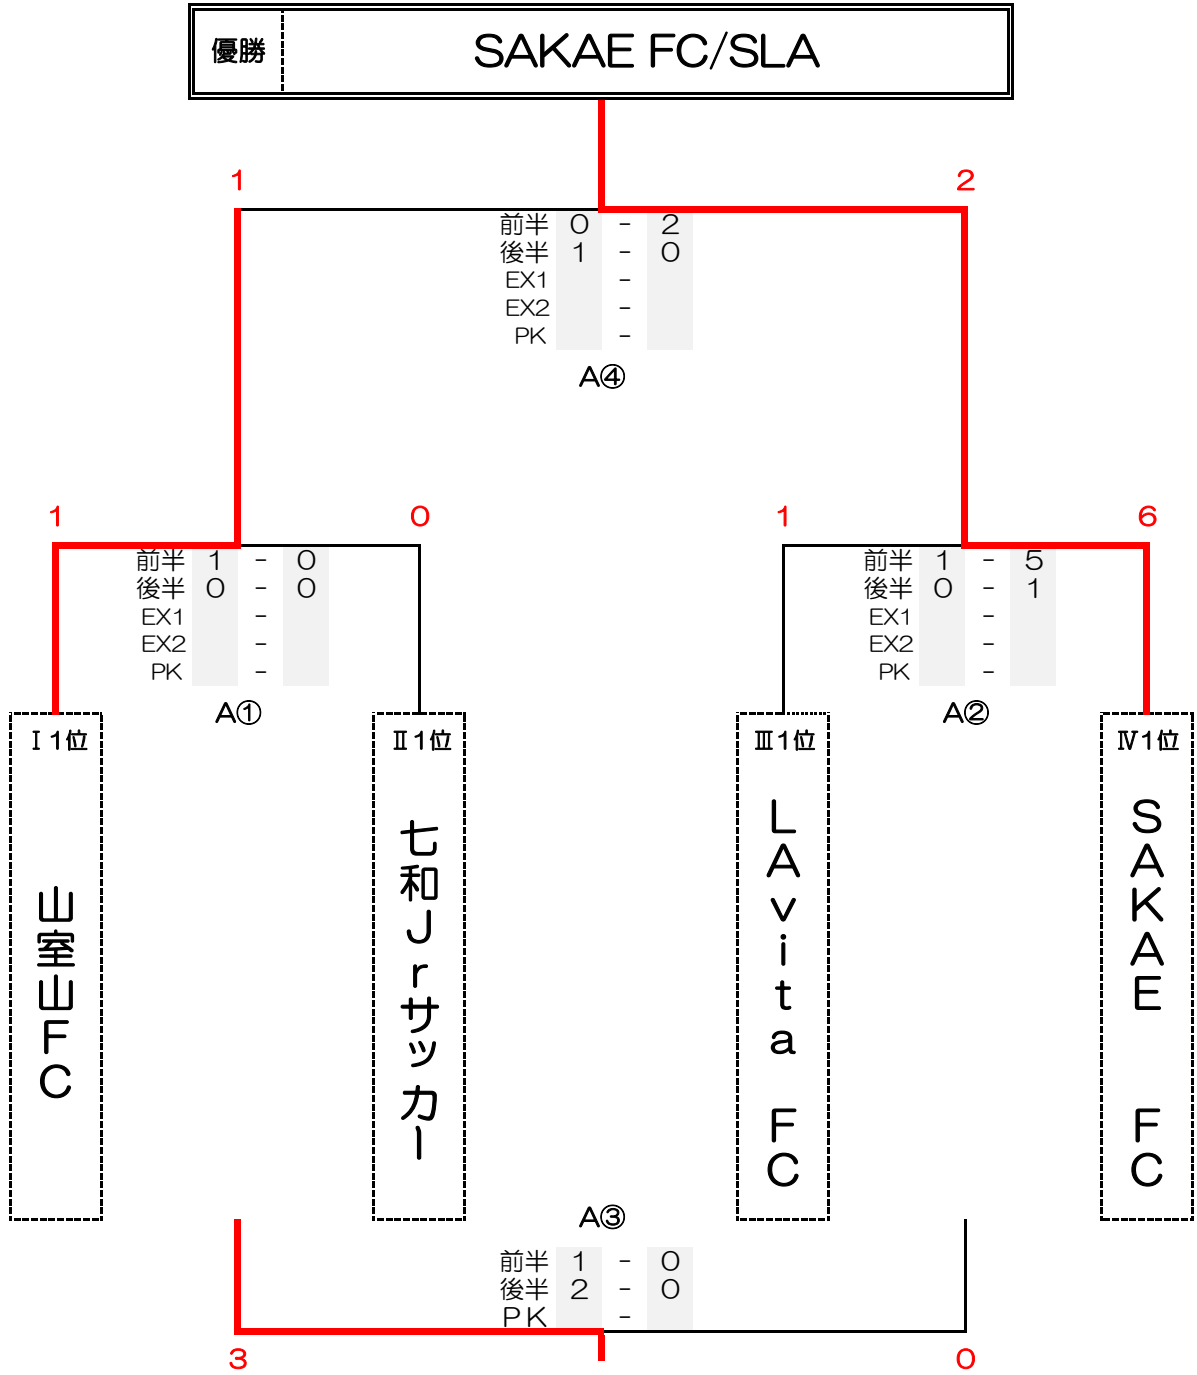 優勝 SAKAE FC/SLA
1 2
前半 0 - 2
後半 1 - 0
EX1 -
EX2 -
PK -
A④
1 0 1 6
前半 1 - 0 前半 1 - 5
後半 0 - 0 後半 0 - 1
EX1 - EX1 -
EX2 - EX2 -
PK - PK -
A① A②
Ⅰ1位 Ⅱ1位 Ⅲ1位 Ⅳ1位
山室山FC
七和Jrサッカー
LAvita FC
SAKAE FC
A③
前半 1 - 0
後半 2 - 0
PK -
3 0